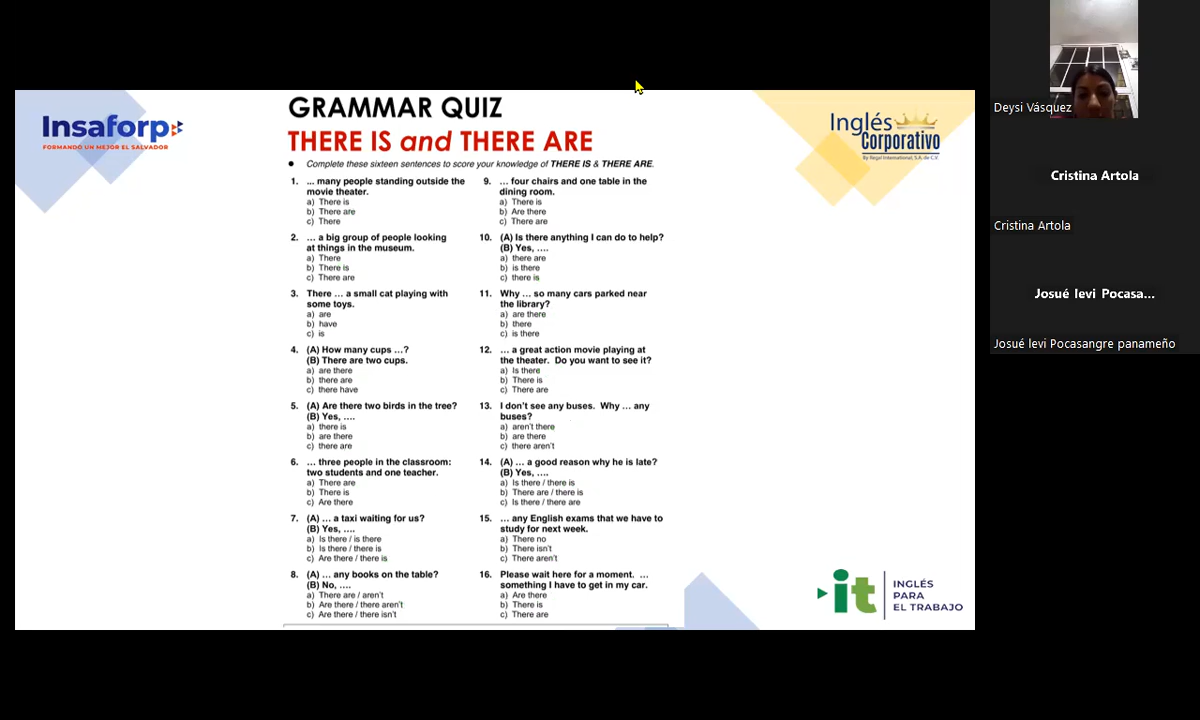 Insaforp
FORMANDO UN MEJOR EL SALVADOR
GRAMMAR QUIZ
THERE IS and THERE ARE
Inglés
Corporativo
By Regal International, S.A. de C.V.
● Complete these sixteen sentences to score your knowledge of THERE IS & THERE ARE.
1. ... many people standing outside the
movie theater.
a) There is
b) There are
c) There
2. ... a big group of people looking
at things in the museum.
a) There
b) There is
c) There are
3. There ... a small cat playing with
some toys.
a) are
b) have
c) is
4. (A) How many cups ...?
(B) There are two cups.
a) are there
b) there are
c) there have
5. (A) Are there two birds in the tree?
(B) Yes, ....
a) there is
b) are there
c) there are
6. ... three people in the classroom:
two students and one teacher.
a) There are
b) There is
c) Are there
7. (A) ... a taxi waiting for us?
(B) Yes, ....
a) Is there / is there
b) Is there / there is
c) Are there / there is
8. (A) ... any books on the table?
(B) No, ....
a) There are / aren't
b) Are there / there aren't
c) Are there / there isn't
9. ... four chairs and one table in the
dining room.
a) There is
b) Are there
c) There are
10. (A) Is there anything I can do to help?
(B) Yes, ....
a) there are
b) is there
c) there is
11. Why ... so many cars parked near
the library?
a) are there
b) there
c) is there
12. ... a great action movie playing at
the theater. Do you want to see it?
a) Is there
b) There is
c) There are
13. I don't see any buses. Why ... any
buses?
a) aren't there
b) are there
c) there aren't
14. (A) ... a good reason why he is late?
(B) Yes, ....
a) Is there / there is
b) There are / there is
c) Is there / there are
15. ... any English exams that we have to
study for next week.
a) There no
b) There isn't
c) There aren't
16. Please wait here for a moment. ...
something I have to get in my car.
a) Are there
b) There is
c) There are
it
INGLÉS
PARA
EL TRABAJO
Deysi Vásquez
Cristina Artola
Cristina Artola
Josué levi Pocasa...
Josué levi Pocasangre panameño